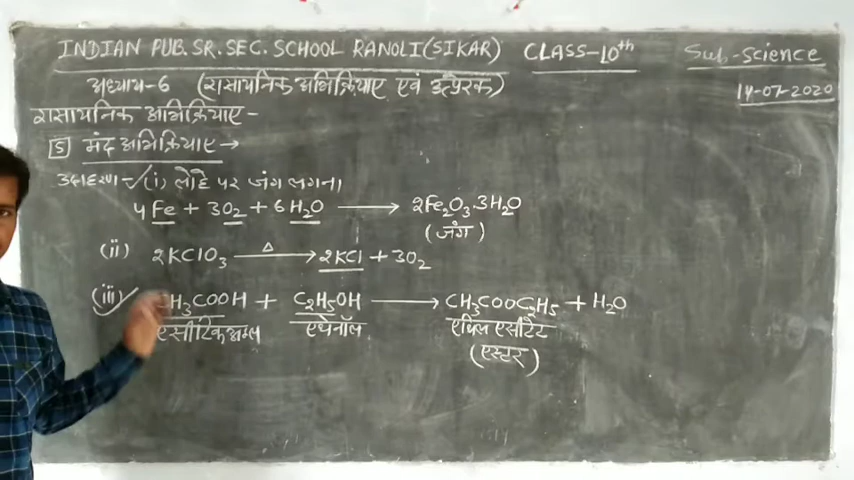 INDIAN PUB. SR. SEC. SCHOOL RANOLI (SIKAR) CLASS-10th Sub-Science
अध्याय-6 (रासायनिक अभिक्रियाए एवं उत्प्रेरक)
14-07-2020
रासायनिक अभिक्रियाए -
5 मंद अभिक्रियाए →
उदाहरण - (i) लोहे पर जंग लगना।
4Fe + 3O2 + 6H2O → 2Fe2O3.3H2O
(जंग)
(ii) 2KClO3 —Δ→ 2KCl + 3O2
(iii) CH3COOH + C2H5OH → CH3COOC2H5 + H2O
एसीटिक अम्ल एथेनॉल एथिल एसीटेट
(एस्टर)